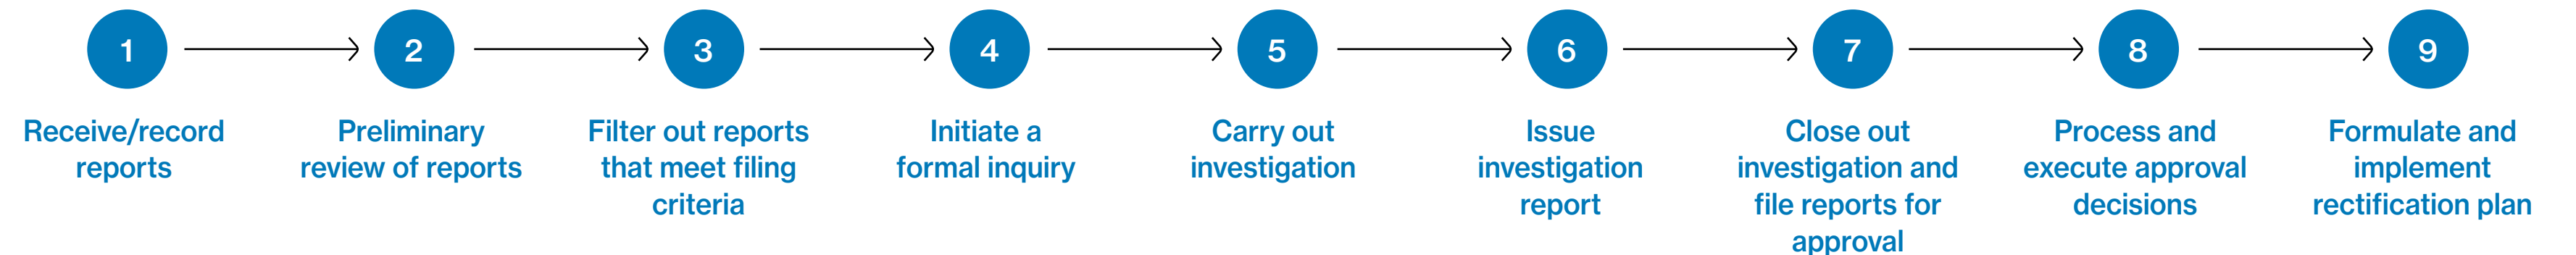 1
2
3
4
5
6
7
8
9
Receive/record
reports
Preliminary
review of reports
Filter out reports
that meet filing
criteria
Initiate a
formal inquiry
Carry out
investigation
Issue
investigation
report
Close out
investigation and
file reports for
approval
Process and
execute approval
decisions
Formulate and
implement
rectification plan